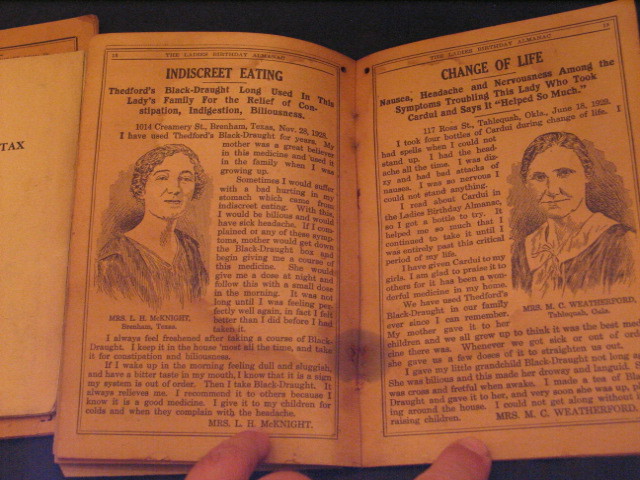 TAX
28
THE LADIES BIRTHDAY ALMANAC
INDISCREET EATING
Thedford's Black-Draught Long Used In This
Lady's Family For the Relief of Con-
stipation, Indigestion, Biliousness.
1014 Creamery St., Brenham, Texas, Nov. 28, 1928.
I have used Thedford's Black-Draught for years. My
mother was a great believer
in this medicine and used it
in the family when I was
growing up.
Sometimes I would suffer
with a bad hurting in my
stomach which came from
indiscreet eating. With this,
I would be bilious and would
have sick headache. If I com-
plained of any of these symp-
toms, mother would get down
the Black-Draught box and
begin giving me a course of
this medicine. She would
give me a dose at night and
follow this with a small dose
in the morning. It was not
long until I was feeling per-
fectly well again, in fact I felt
better than I did before I had
taken it.
MRS. L. H. McKNIGHT,
Brenham, Texas.
I always feel freshened after taking a course of Black-
Draught. I keep it in the house 'most all the time, and take
it for constipation and biliousness.
If I wake up in the morning feeling dull and sluggish,
and have a bitter taste in my mouth, I know that it is a sign
my system is out of order. Then I take Black-Draught. It
always relieves me. I recommend it to others because I
know it is a good medicine. I give it to my children for
colds and when they complain with the headache.
MRS. L. H. McKNIGHT.
THE LADIES BIRTHDAY ALMANAC
29
CHANGE OF LIFE
Nausea, Headache and Nervousness Among the
Symptoms Troubling This Lady Who Took
Cardui and Says It "Helped So Much."
117 Ross St., Tahlequah, Okla., June 18, 1929.
I took four bottles of Cardui during change of life. I
had spells when I could not
stand up. I had the head-
ache all the time. I was diz-
zy and had bad attacks of
nausea. I was so nervous I
could not stand anything.
I read about Cardui in
the Ladies Birthday Almanac,
so I got a bottle to try. It
helped me so much that I
continued to take it until I
was entirely past this critical
period of my life.
I have given Cardui to my
girls. I am glad to praise it to
others for it has been a won-
derful medicine in my home.
We have used Thedford's
Black-Draught in our family
ever since I can remember.
My mother gave it to her
MRS. M. C. WEATHERFORD,
Tahlequah, Okla.
children and we all grew up to think it was the best med
cine there was. Whenever we got sick or out of ord
she gave us a few doses of it to straighten us out.
I gave my little grandchild Black-Draught not long a
She was bilious and this made her drowsy and languid. S
was cross and fretful when awake. I made a tea of Bl
Draught and gave it to her, and very soon she was up,
ing around the house. I could not get along without
raising children.
MRS. M. C. WEATHERFORD.